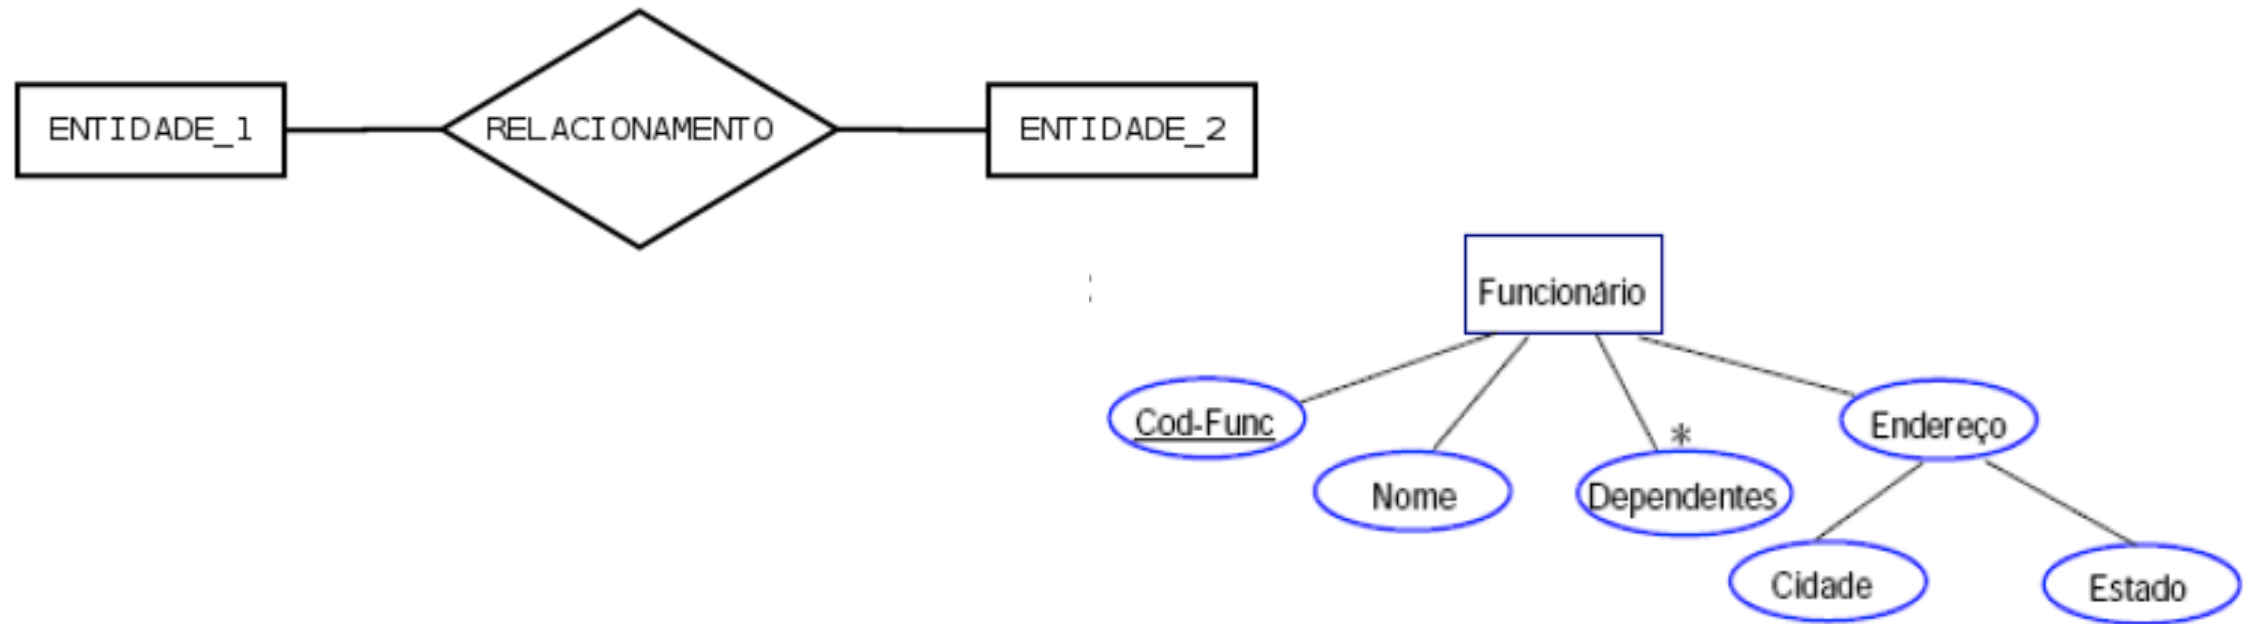 ENTIDADE_1
RELACIONAMENTO
ENTIDADE_2
Funcionário
Cod-Func
Nome
*
Dependentes
Endereço
Cidade
Estado